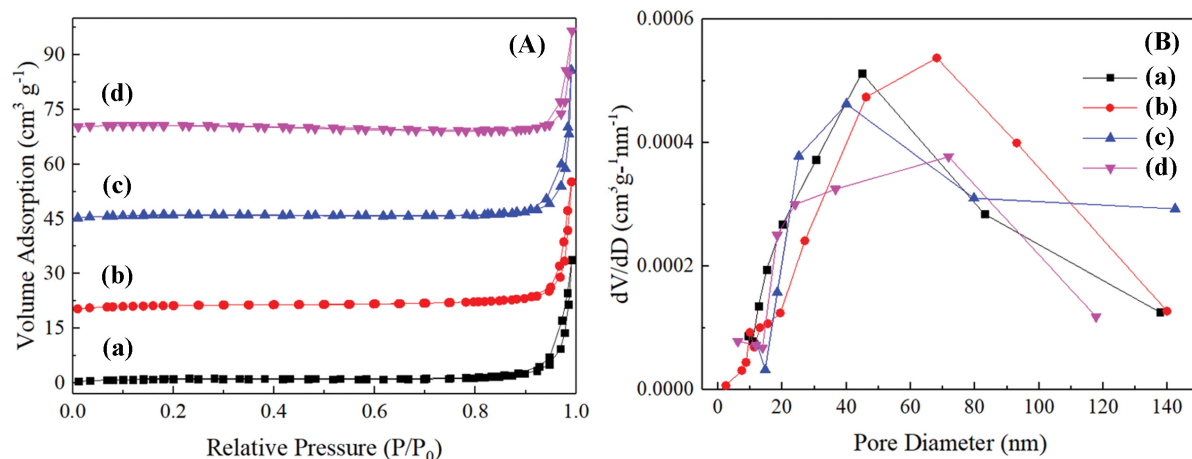 (A)
Volume Adsorption (cm³ g⁻¹)
90
75
60
45
30
15
0
(d)
(c)
(b)
(a)
0.0 0.2 0.4 0.6 0.8 1.0
Relative Pressure (P/P₀)
(B)
dV/dD (cm³g-¹nm⁻¹)
0.0006
0.0004
0.0002
0.0000
(a)
(b)
(c)
(d)
0 20 40 60 80 100 120 140
Pore Diameter (nm)